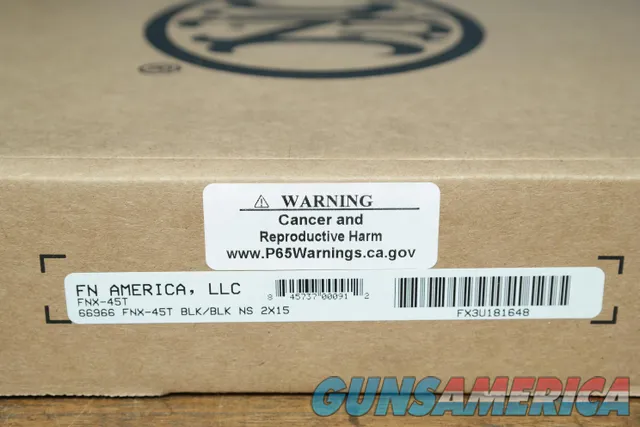 FN
®
⚠ WARNING
Cancer and
Reproductive Harm
www.P65Warnings.ca.gov
FN AMERICA, LLC
FNX-45T
66966 FNX-45T BLK/BLK NS 2X15
8 45737 00091 2
FX3U181648
GUNSAMERICA